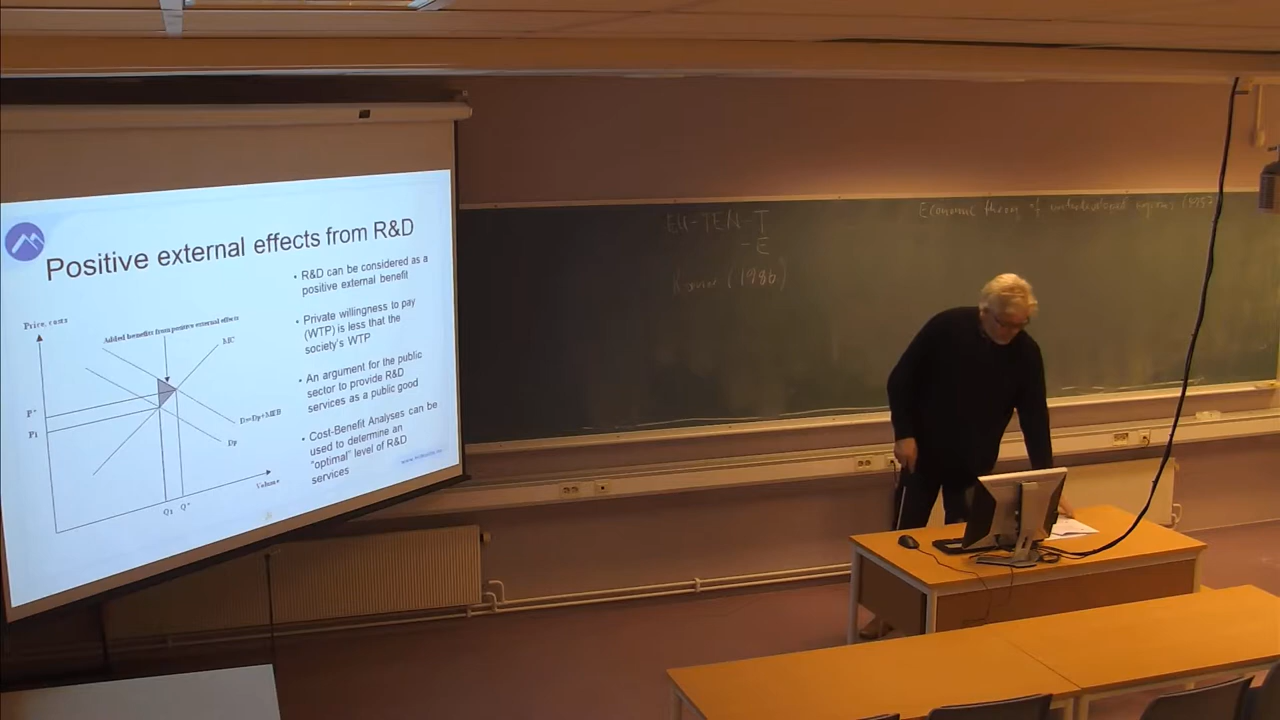 Positive external effects from R&D
• R&D can be considered as a
positive external benefit
• Private willingness to pay
(WTP) is less that the
society's WTP
• An argument for the public
sector to provide R&D
services as a public good
• Cost-Benefit Analyses can be
used to determine an
"optimal" level of R&D
services
Price, costs
Added benefits from positive external effects
MC
P*
P1
Ds=Dp+MEB
Dp
Volume
Q1 Q*
EU-TEN-T
-E
(1986)
Economic theory of